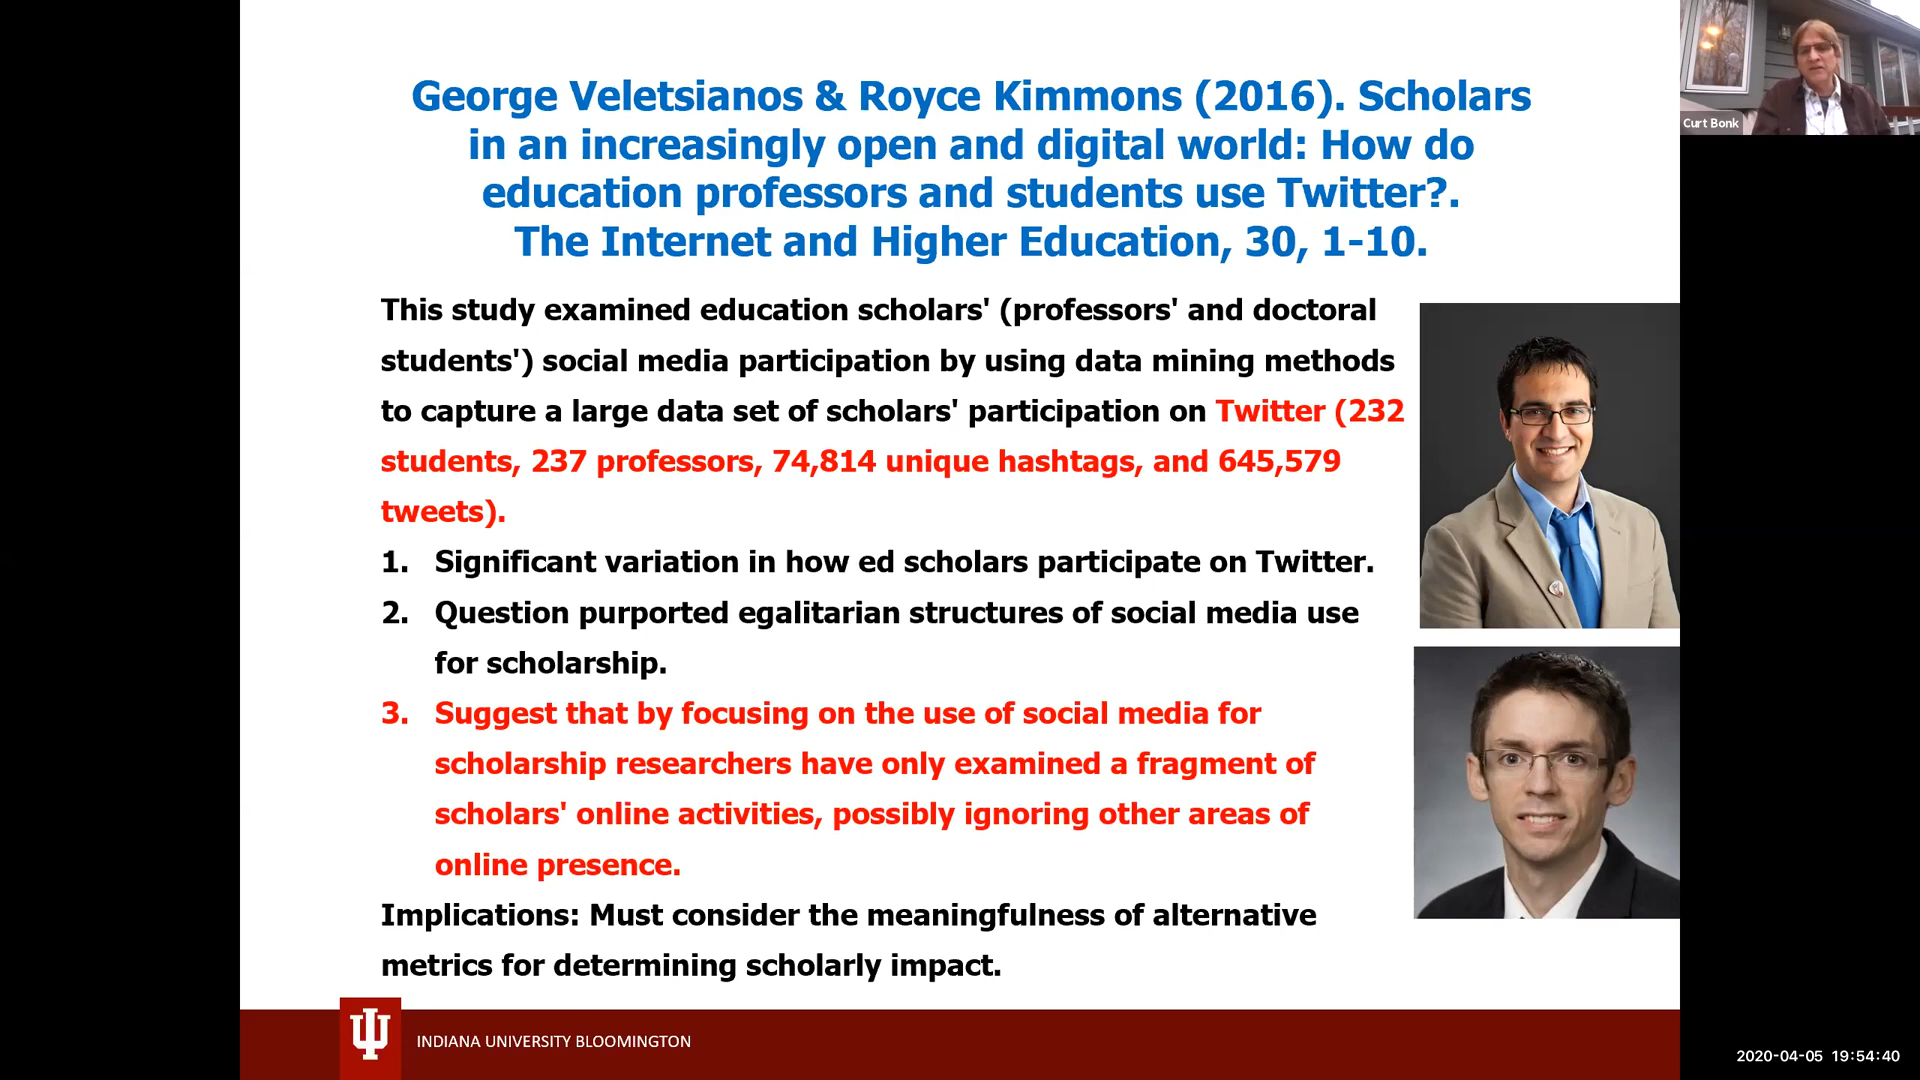 George Veletsianos & Royce Kimmons (2016). Scholars
in an increasingly open and digital world: How do
education professors and students use Twitter?.
The Internet and Higher Education, 30, 1-10.
Curt Bonk
This study examined education scholars' (professors' and doctoral
students') social media participation by using data mining methods
to capture a large data set of scholars' participation on Twitter (232
students, 237 professors, 74,814 unique hashtags, and 645,579
tweets).
1. Significant variation in how ed scholars participate on Twitter.
2. Question purported egalitarian structures of social media use
for scholarship.
3. Suggest that by focusing on the use of social media for
scholarship researchers have only examined a fragment of
scholars' online activities, possibly ignoring other areas of
online presence.
Implications: Must consider the meaningfulness of alternative
metrics for determining scholarly impact.
INDIANA UNIVERSITY BLOOMINGTON
2020-04-05 19:54:40